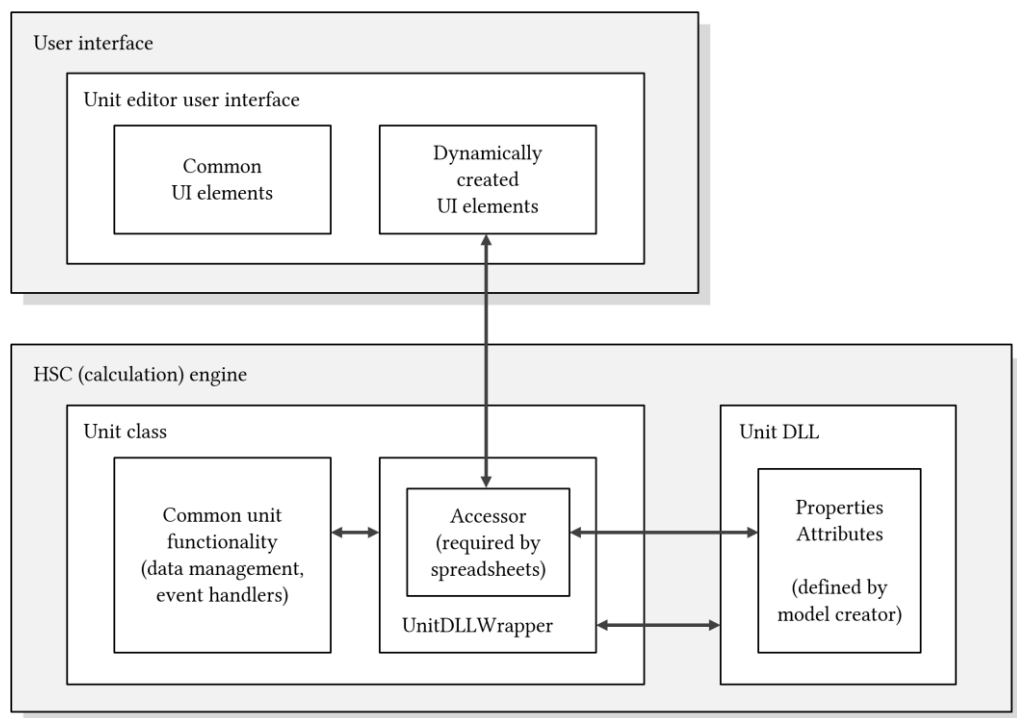 User interface
Unit editor user interface
Common
UI elements
Dynamically
created
UI elements
HSC (calculation) engine
Unit class
Common unit
functionality
(data management,
event handlers)
Accessor
(required by
spreadsheets)
UnitDLLWrapper
Unit DLL
Properties
Attributes
(defined by
model creator)